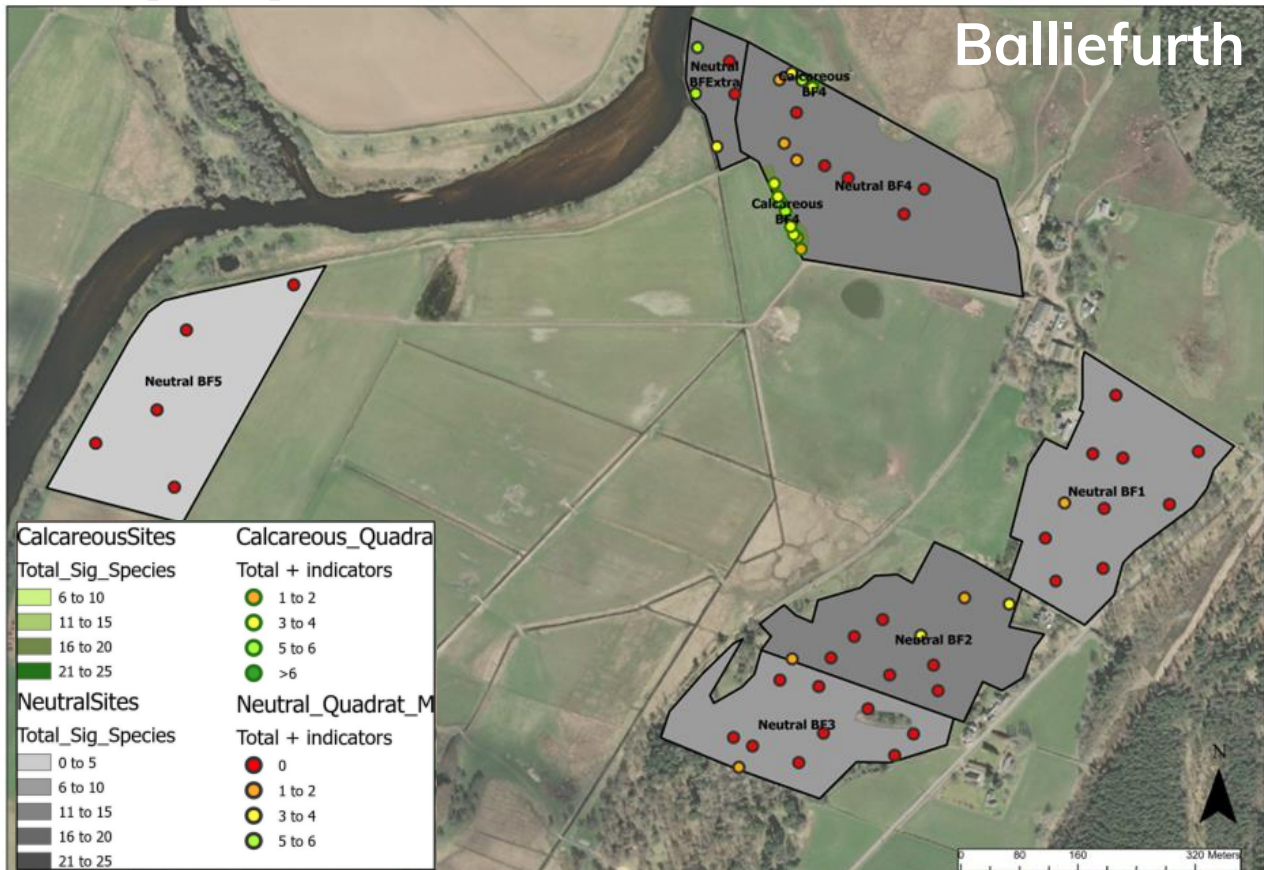 Balliefurth
Neutral
BFExtra
Calcareous
BF4
Neutral BF4
Calcareous
BF4
Neutral BF5
Neutral BF1
Neutral BF2
Neutral BF3
CalcareousSites
Total_Sig_Species
6 to 10
11 to 15
16 to 20
21 to 25
NeutralSites
Total_Sig_Species
0 to 5
6 to 10
11 to 15
16 to 20
21 to 25
Calcareous_Quadra
Total + indicators
1 to 2
3 to 4
5 to 6
>6
Neutral_Quadrat_M
Total + indicators
0
1 to 2
3 to 4
5 to 6
N
0 80 160 320 Meters